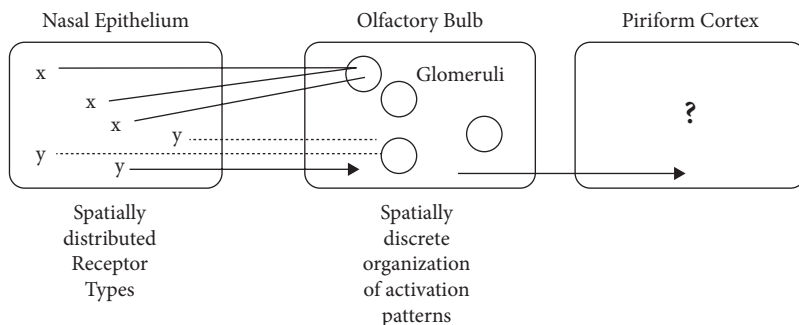 Nasal Epithelium
Olfactory Bulb
Piriform Cortex
x
Glomeruli
x
x
?
y
y
y
Spatially
distributed
Receptor
Types
Spatially
discrete
organization
of activation
patterns